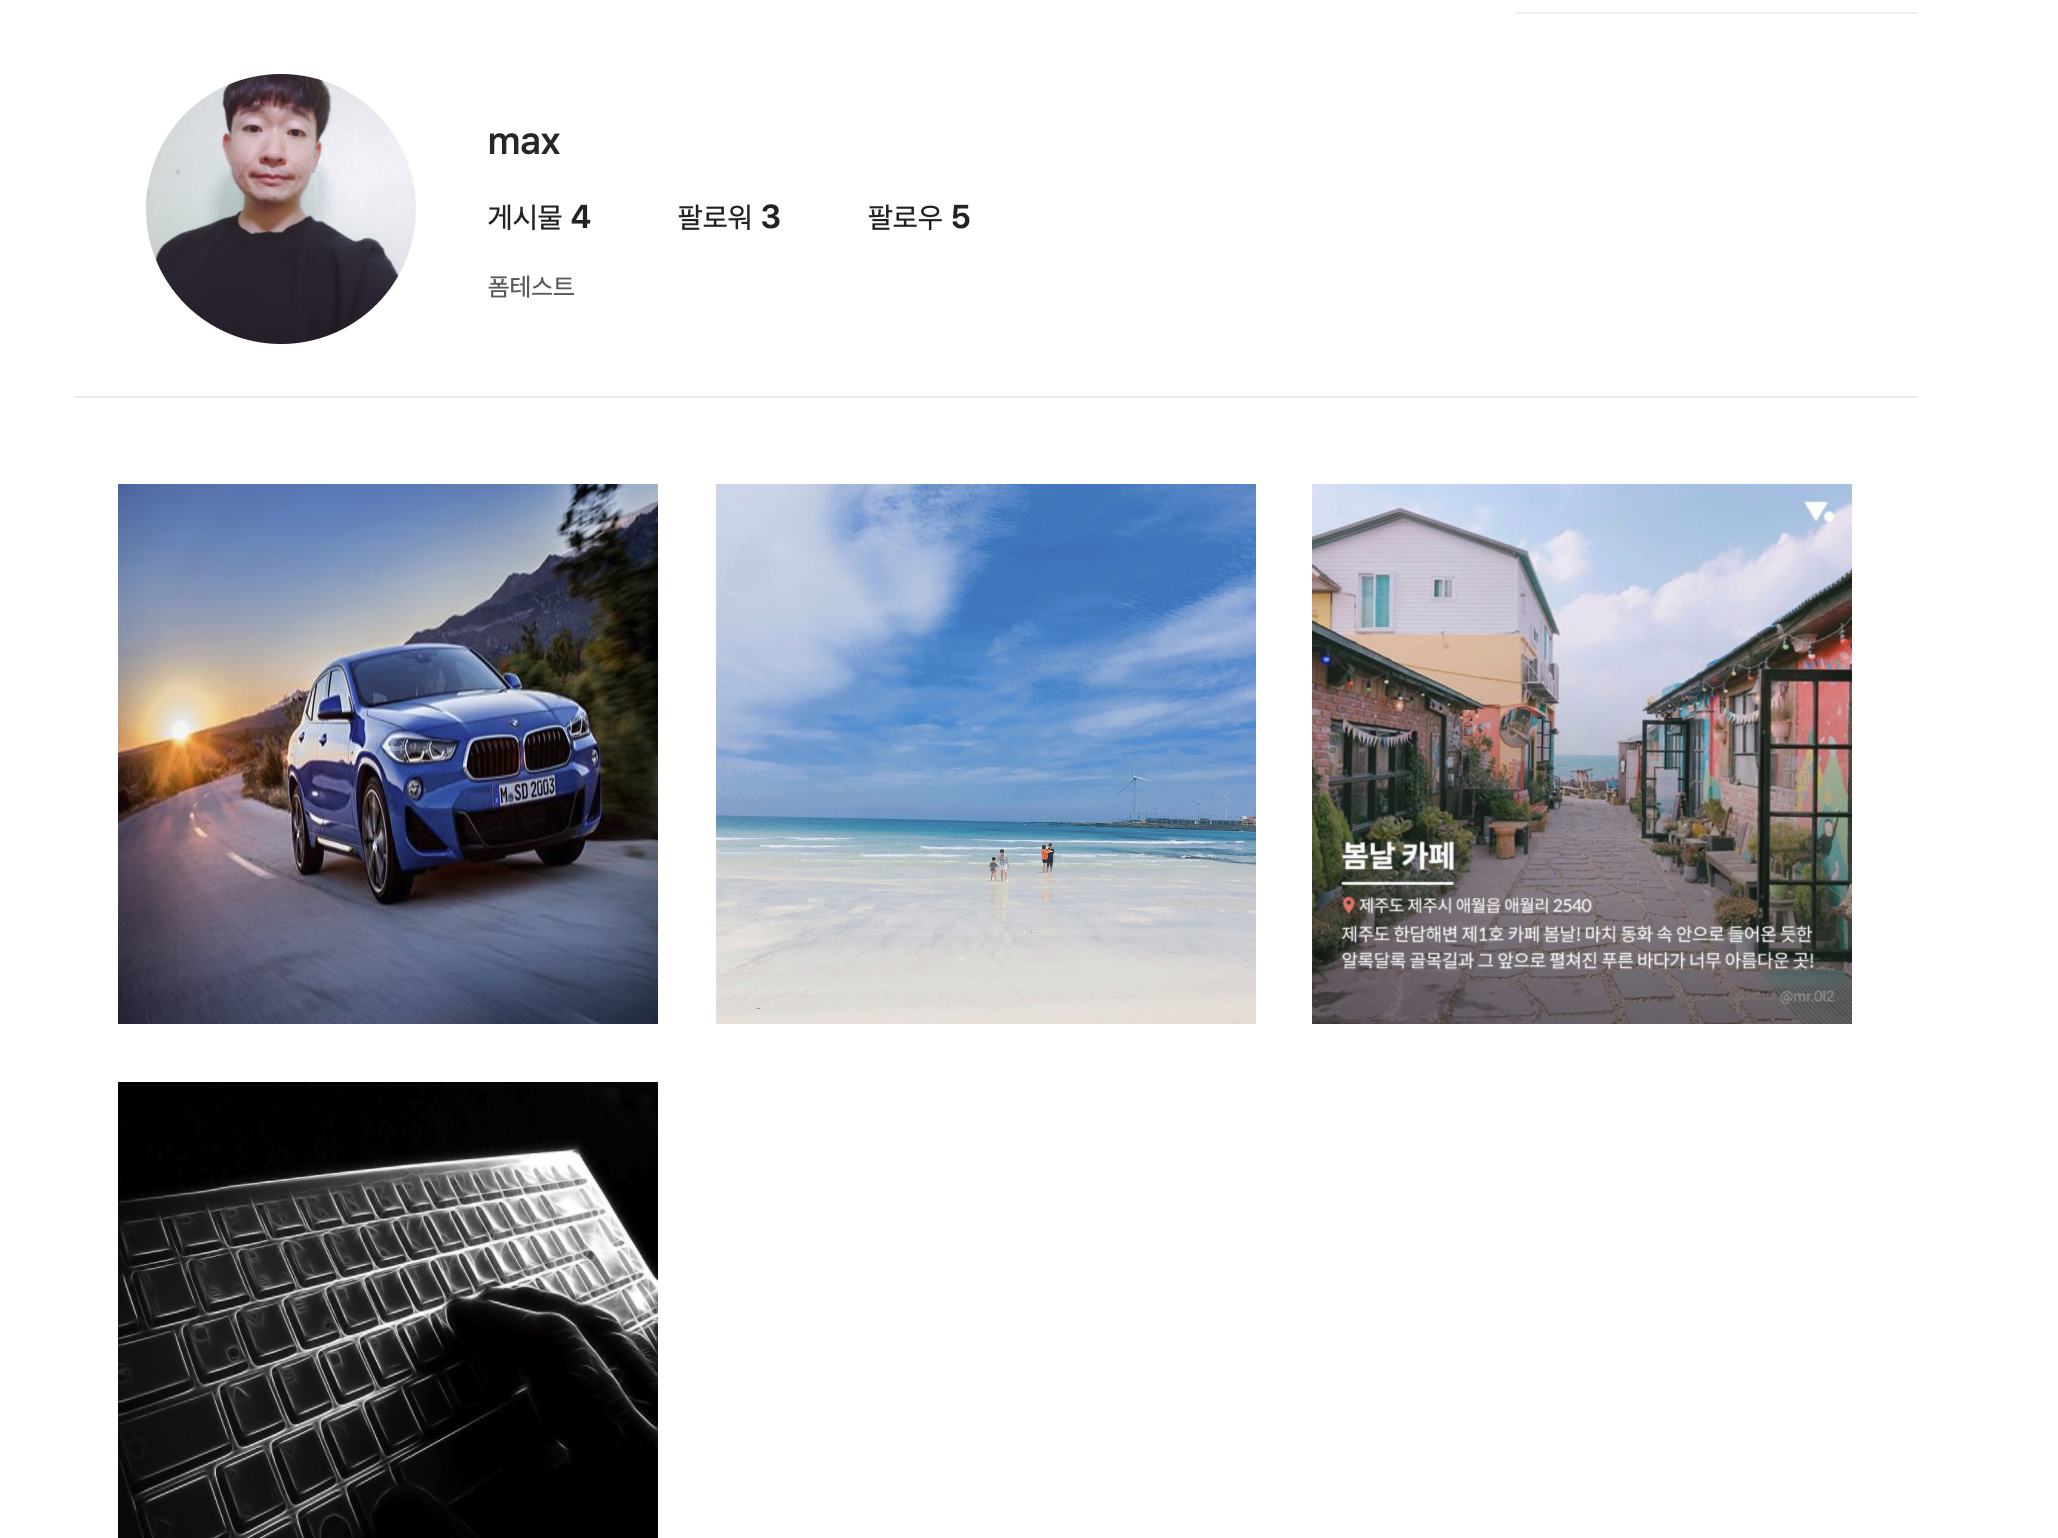 max
게시물 4 팔로워 3 팔로우 5
폼테스트
M SD 2003
봄날 카페
제주도 제주시 애월읍 애월리 2540
제주도 한담해변 제1호 카페 봄날! 마치 동화 속 안으로 들어온 듯한
알록달록 골목길과 그 앞으로 펼쳐진 푸른 바다가 너무 아름다운 곳!
@mr.0l2